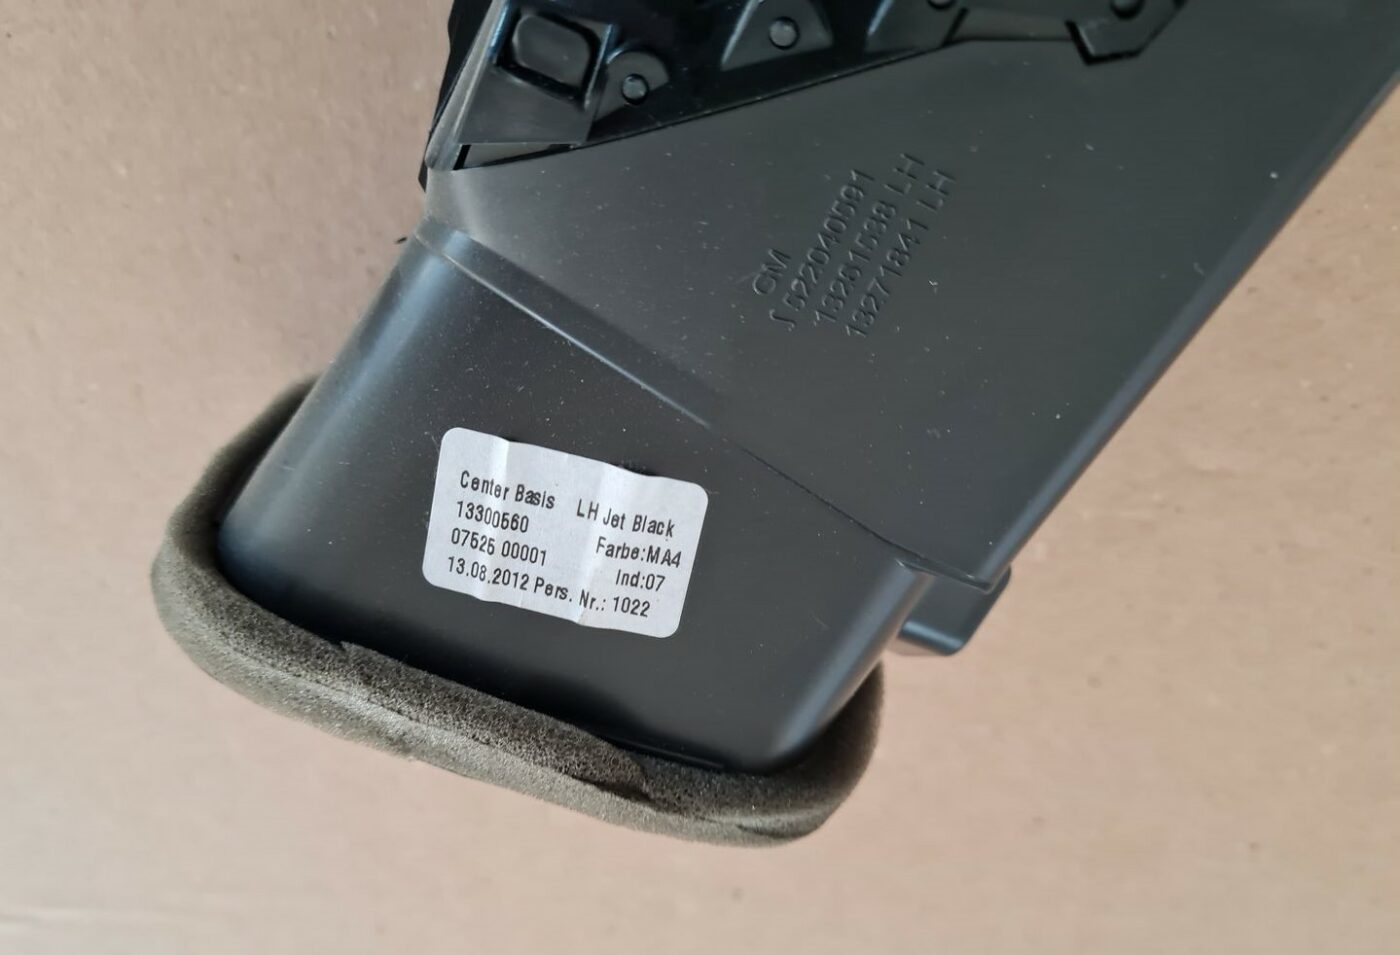 GM
13261538 LH
13271841 LH
Center Basis LH Jet Black
13300560 Farbe:MA4
07525 00001 Ind:07
13.08.2012 Pers. Nr.: 1022